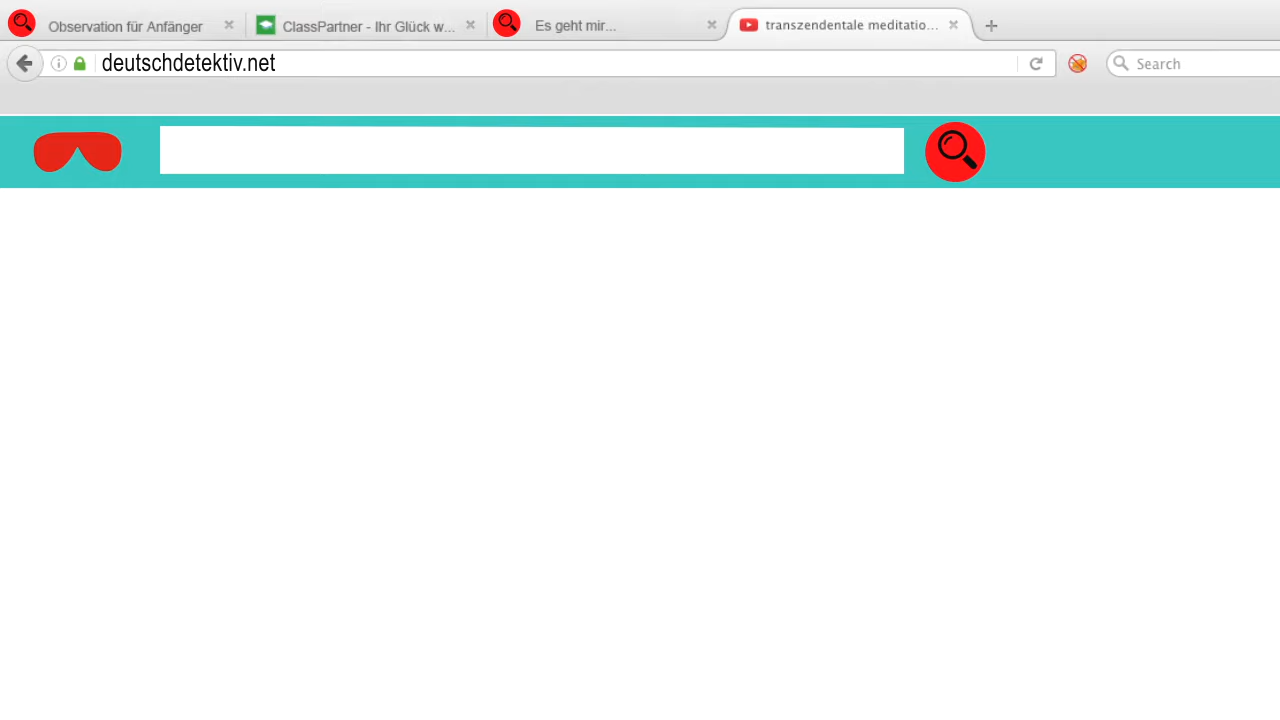 Observation für Anfänger
ClassPartner - Ihr Glück w...
Es geht mir...
transzendentale meditatio...
deutschdetektiv.net
Search